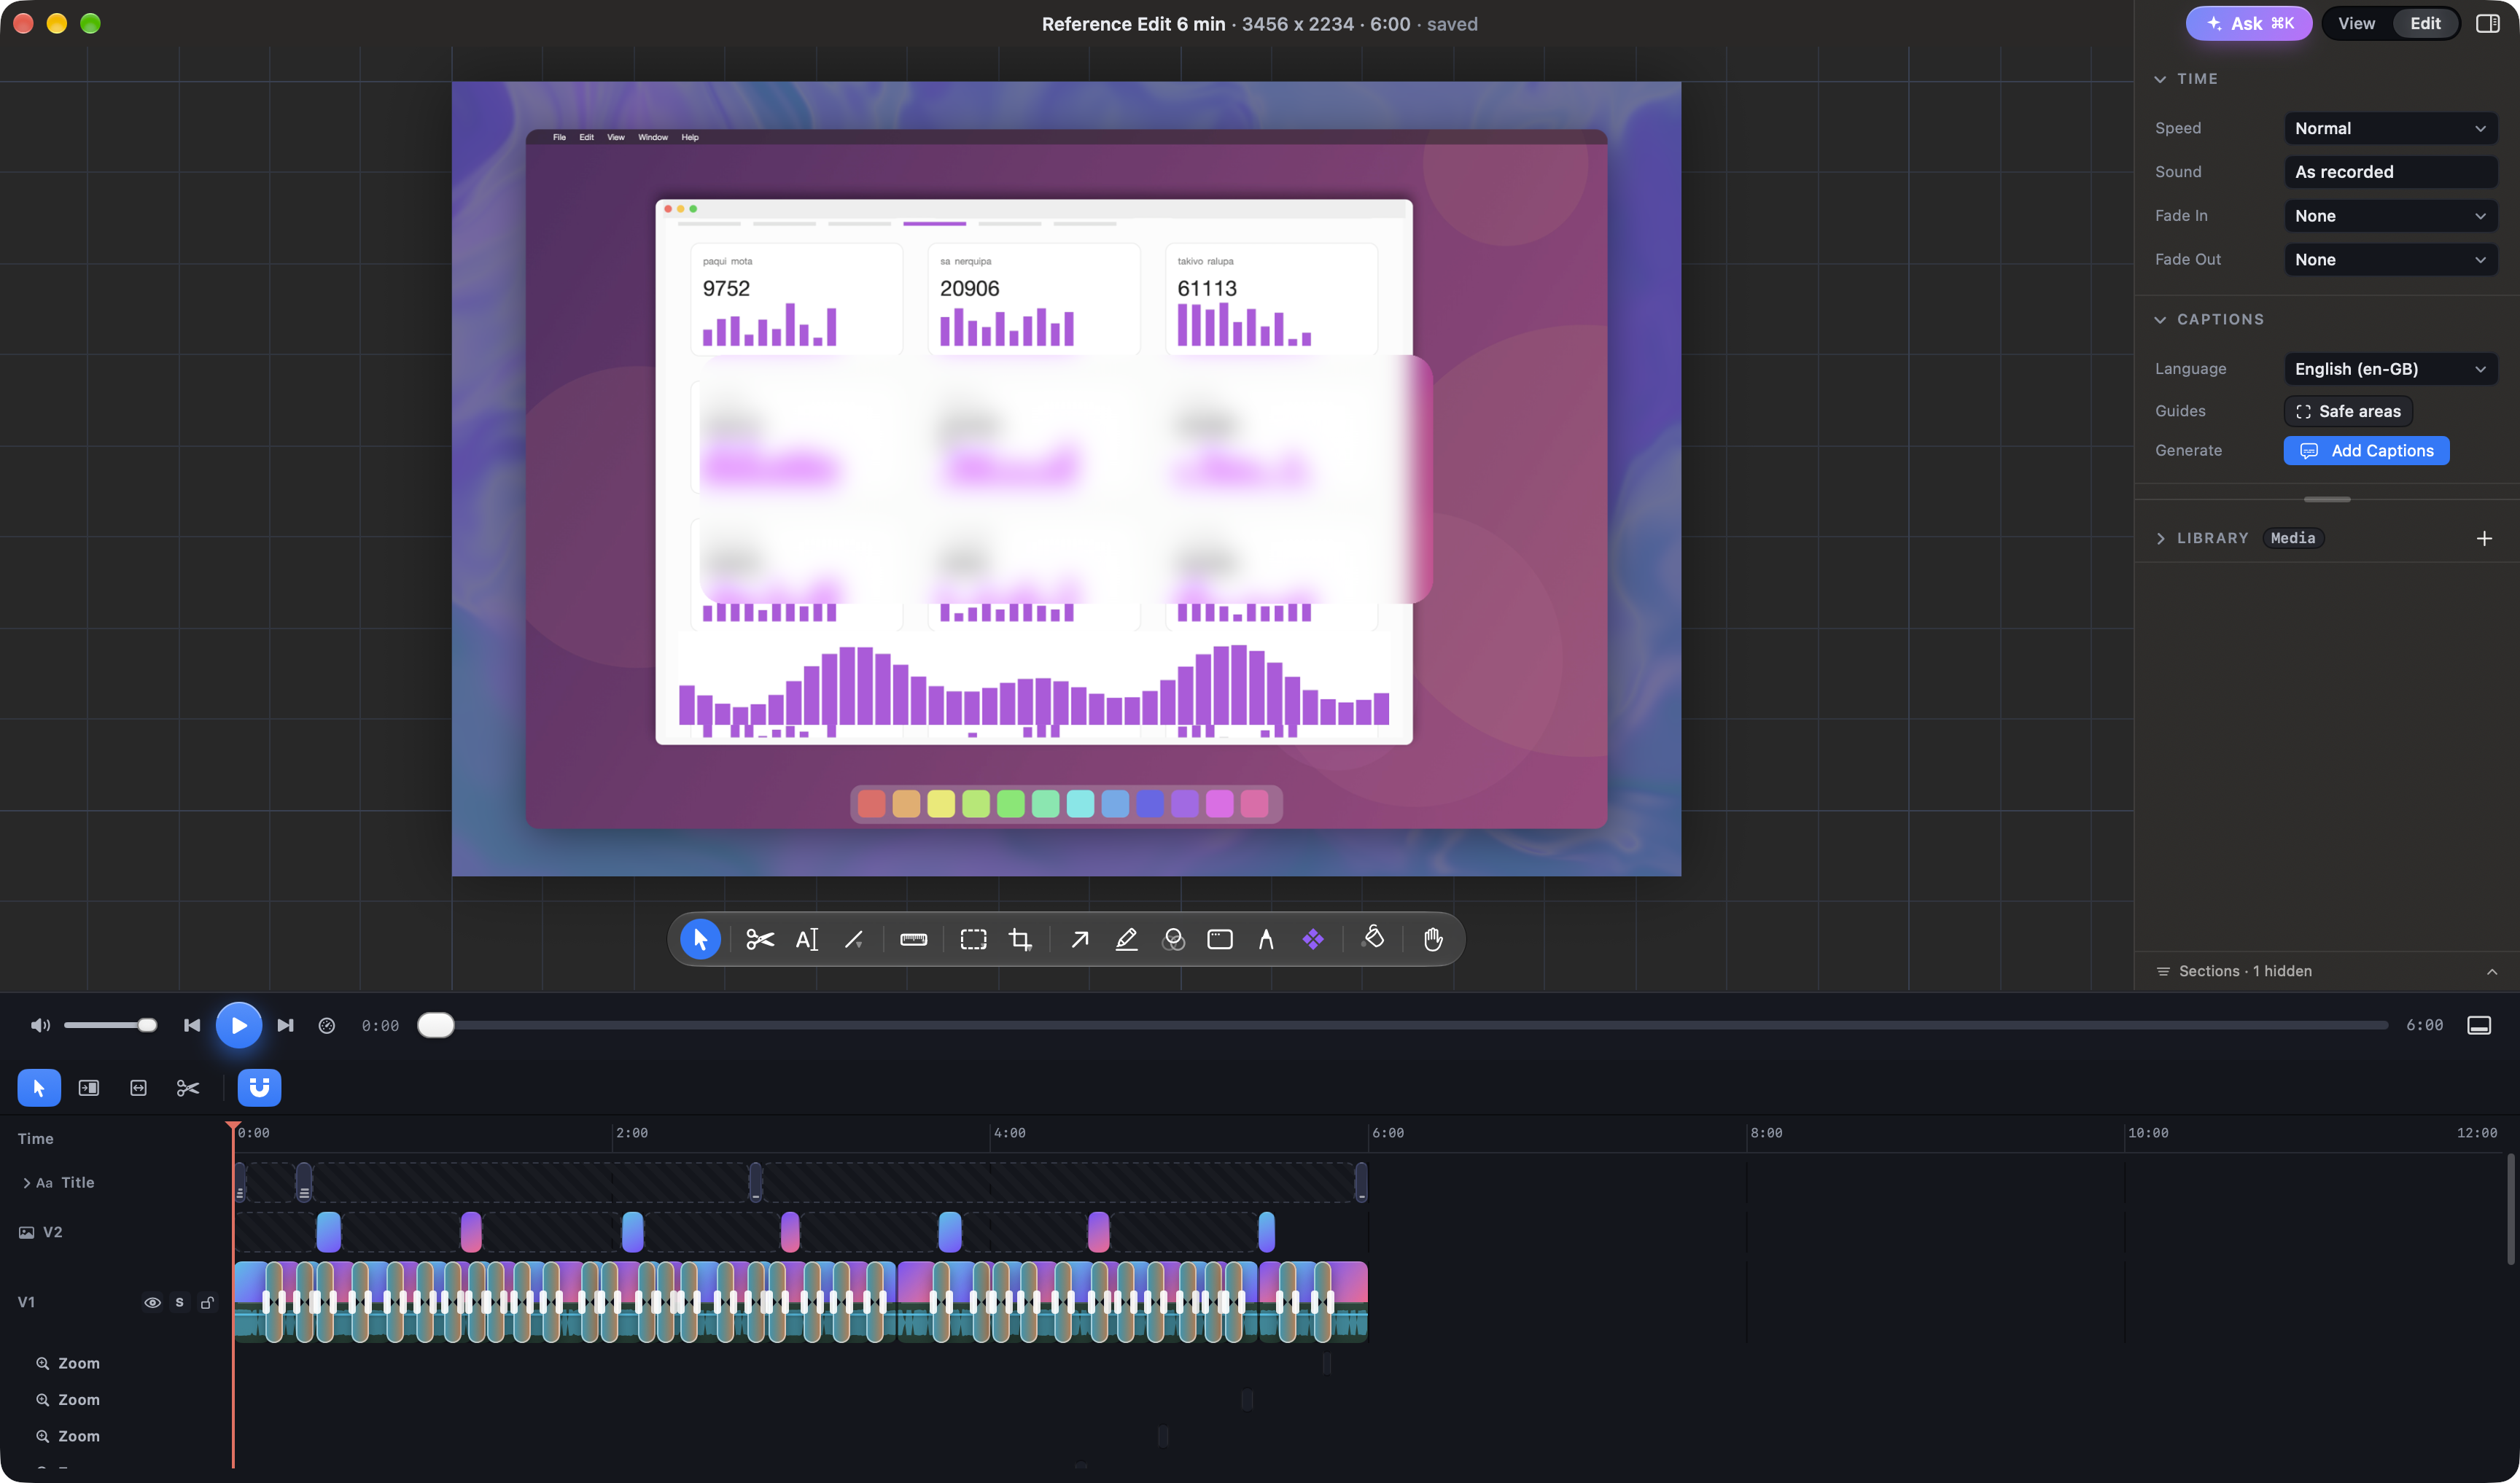 Reference Edit 6 min · 3456 x 2234 · 6:00 · saved
Ask ⌘K
View
Edit
TIME
Speed
Normal
Sound
As recorded
Fade In
None
Fade Out
None
CAPTIONS
Language
English (en-GB)
Guides
Safe areas
Generate
Add Captions
LIBRARY
Media
Sections · 1 hidden
File Edit View Window Help
paqui mota
9752
sa nerquipa
20906
takivo ralupa
61113
AI
0:00
6:00
Time
0:00
2:00
4:00
6:00
8:00
10:00
12:00
Aa Title
V2
V1
S
Zoom
Zoom
Zoom